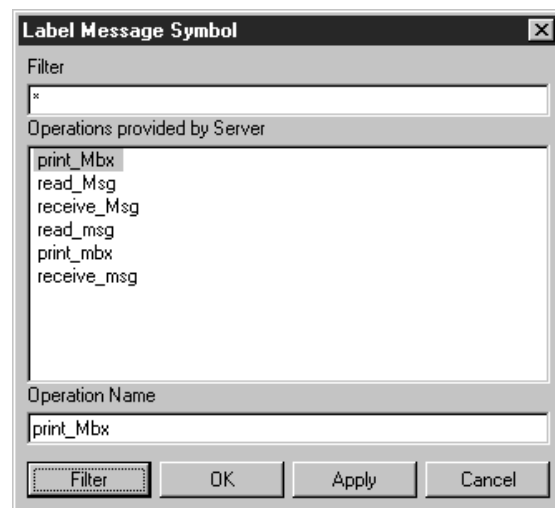 Label Message Symbol
Filter
*
Operations provided by Server
print_Mbx
read_Msg
receive_Msg
read_msg
print_mbx
receive_msg
Operation Name
print_Mbx
Filter OK Apply Cancel